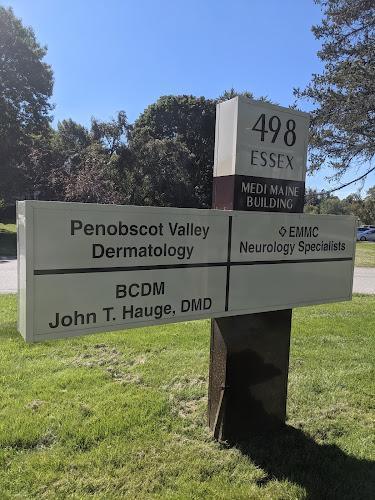 498
ESSEX
MEDI MAINE
BUILDING
Penobscot Valley
Dermatology
EMMC
Neurology Specialists
BCDM
John T. Hauge, DMD